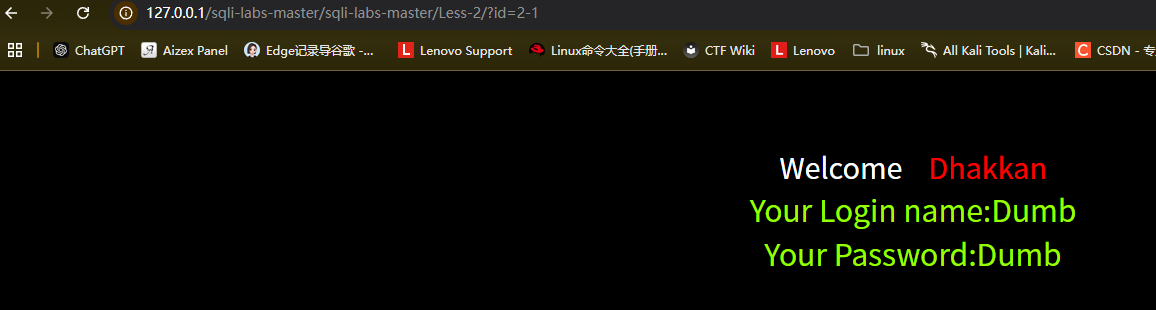 127.0.0.1/sqli-labs-master/sqli-labs-master/Less-2/?id=2-1
ChatGPT Aizex Panel Edge记录导谷歌 -... Lenovo Support Linux命令大全(手册... CTF Wiki Lenovo linux All Kali Tools | Kali... CSDN - 专
Welcome Dhakkan
Your Login name:Dumb
Your Password:Dumb